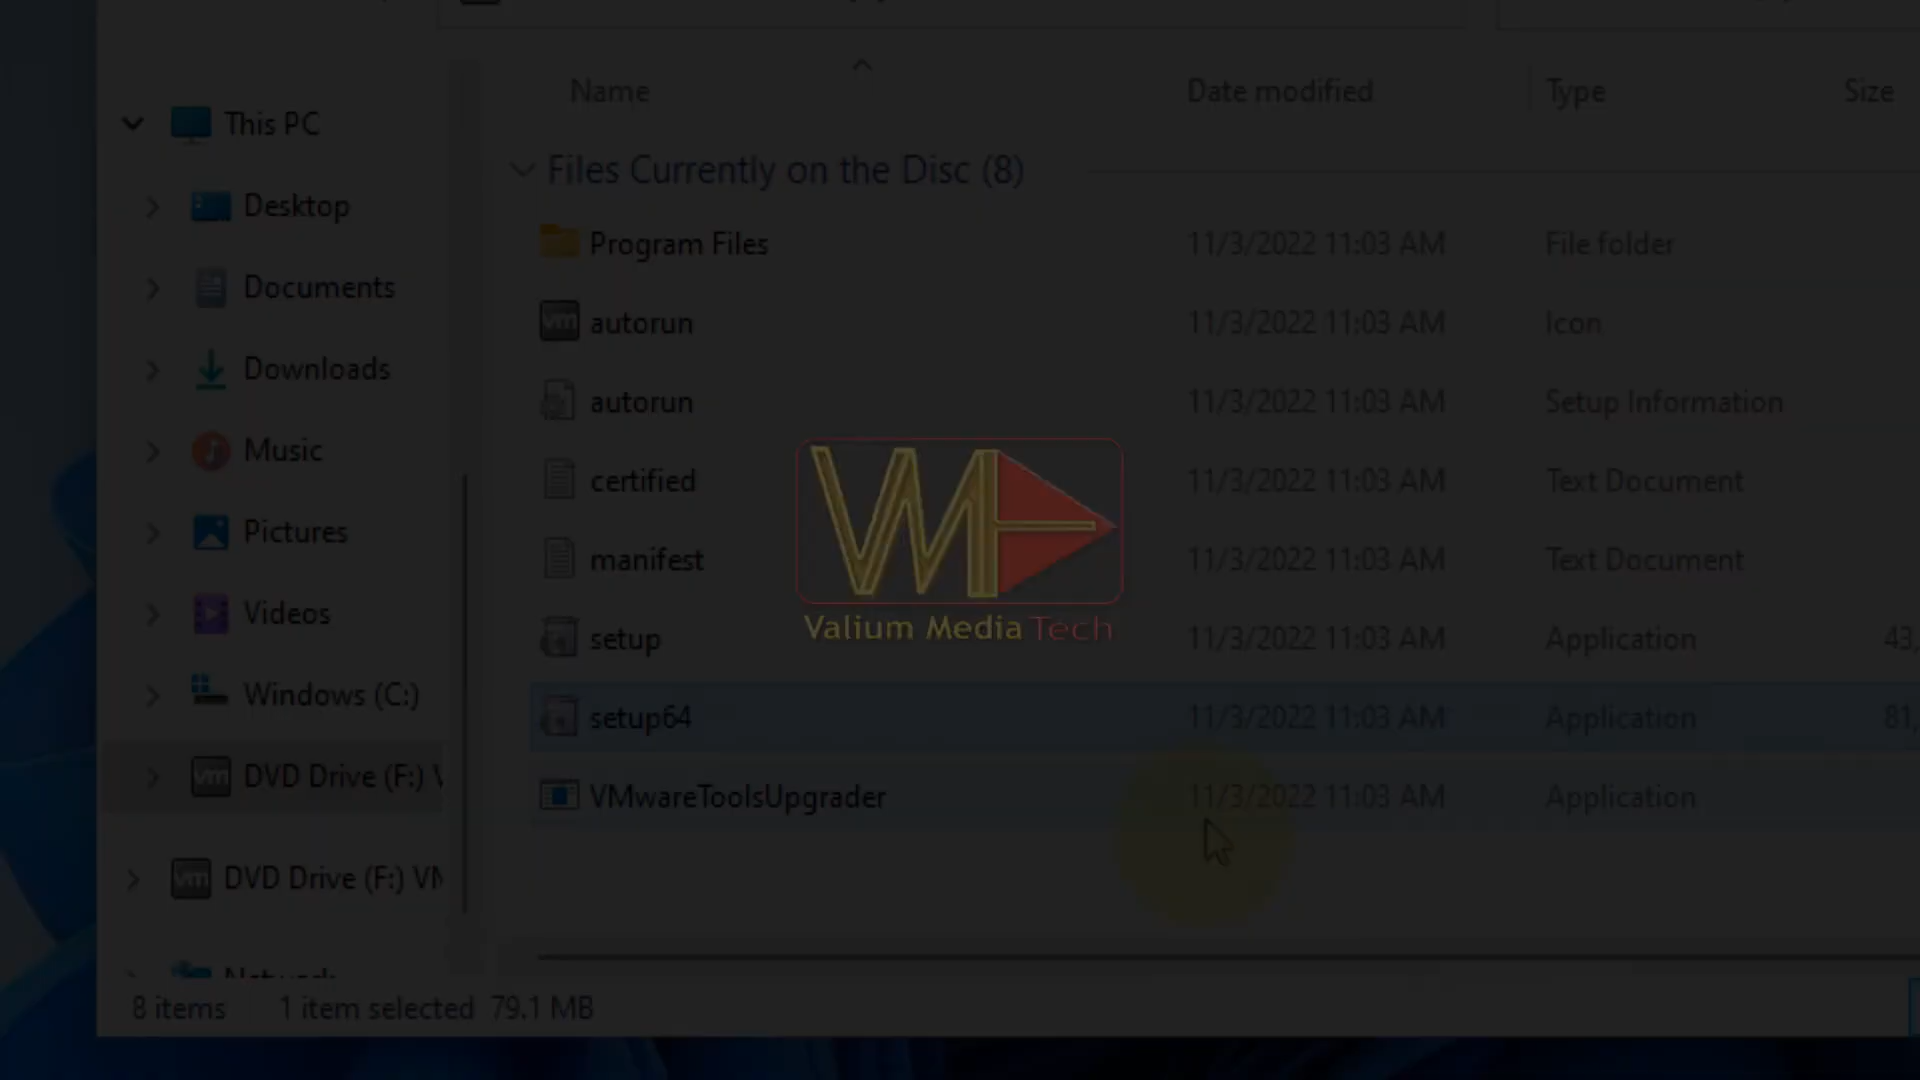 Name Date modified Type Size
This PC
Files Currently on the Disc (8)
Desktop
Program Files 11/3/2022 11:03 AM File folder
Documents
autorun 11/3/2022 11:03 AM Icon
Downloads
autorun 11/3/2022 11:03 AM Setup Information
Music
certified 11/3/2022 11:03 AM Text Document
Pictures
manifest 11/3/2022 11:03 AM Text Document
Videos
setup 11/3/2022 11:03 AM Application 43,
Valium Media Tech
Windows (C:)
setup64 11/3/2022 11:03 AM Application 81,
vm DVD Drive (F:) V
VMwareToolsUpgrader 11/3/2022 11:03 AM Application
vm DVD Drive (F:) VM
Network
8 items 1 item selected 79.1 MB